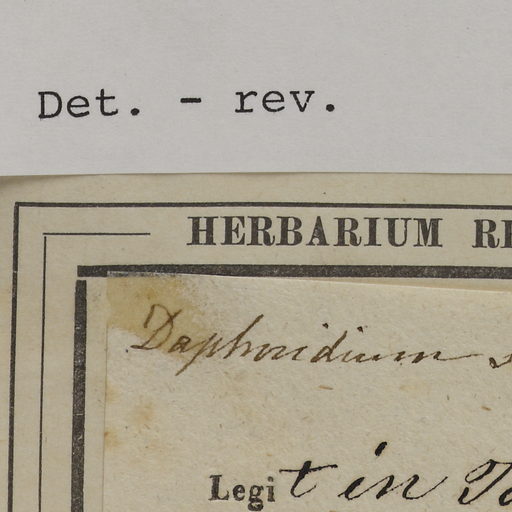 Det. - rev.
HERBARIUM
Daphnidium
Legit in